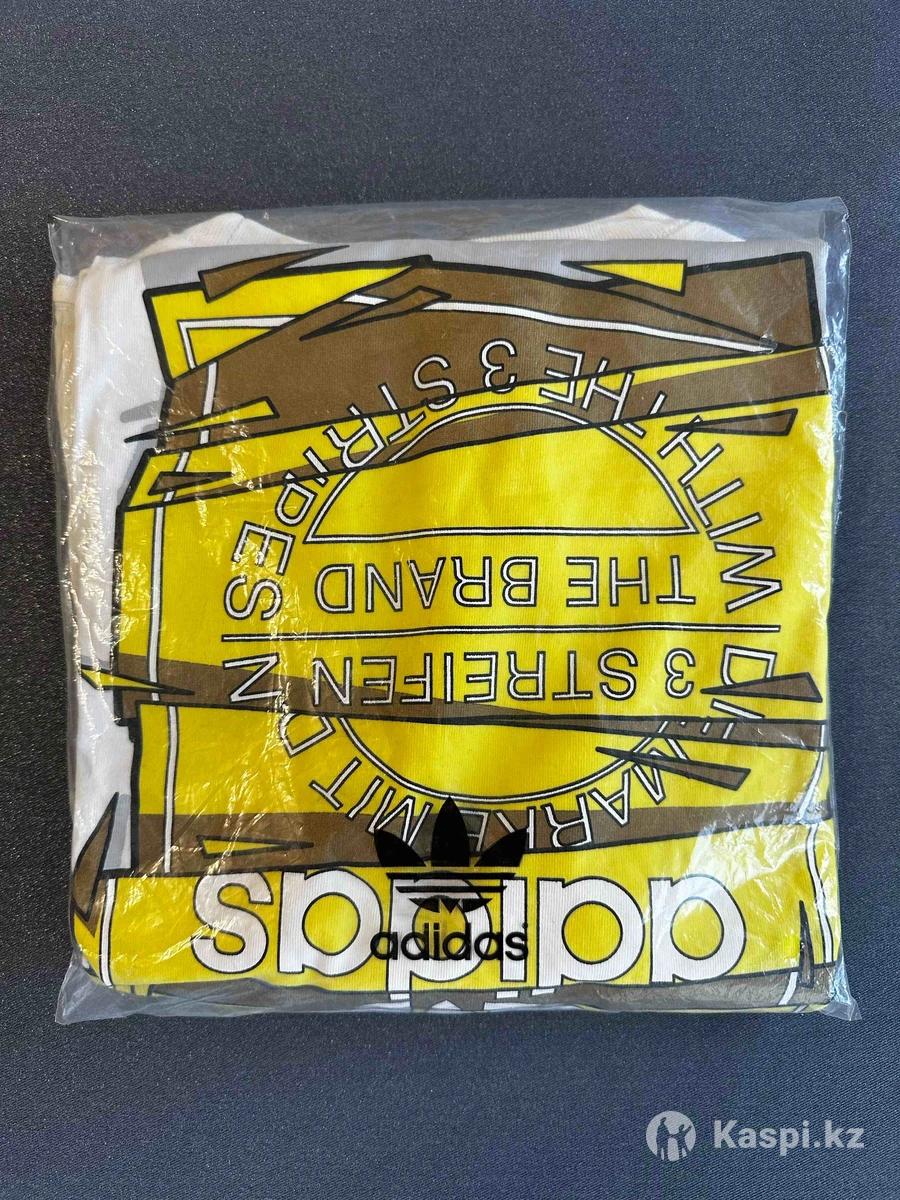 adidas
DIE MARKE MIT DEN
3 STREIFEN
THE BRAND
WITH THE 3 STRIPES
adidas
Kaspi.kz